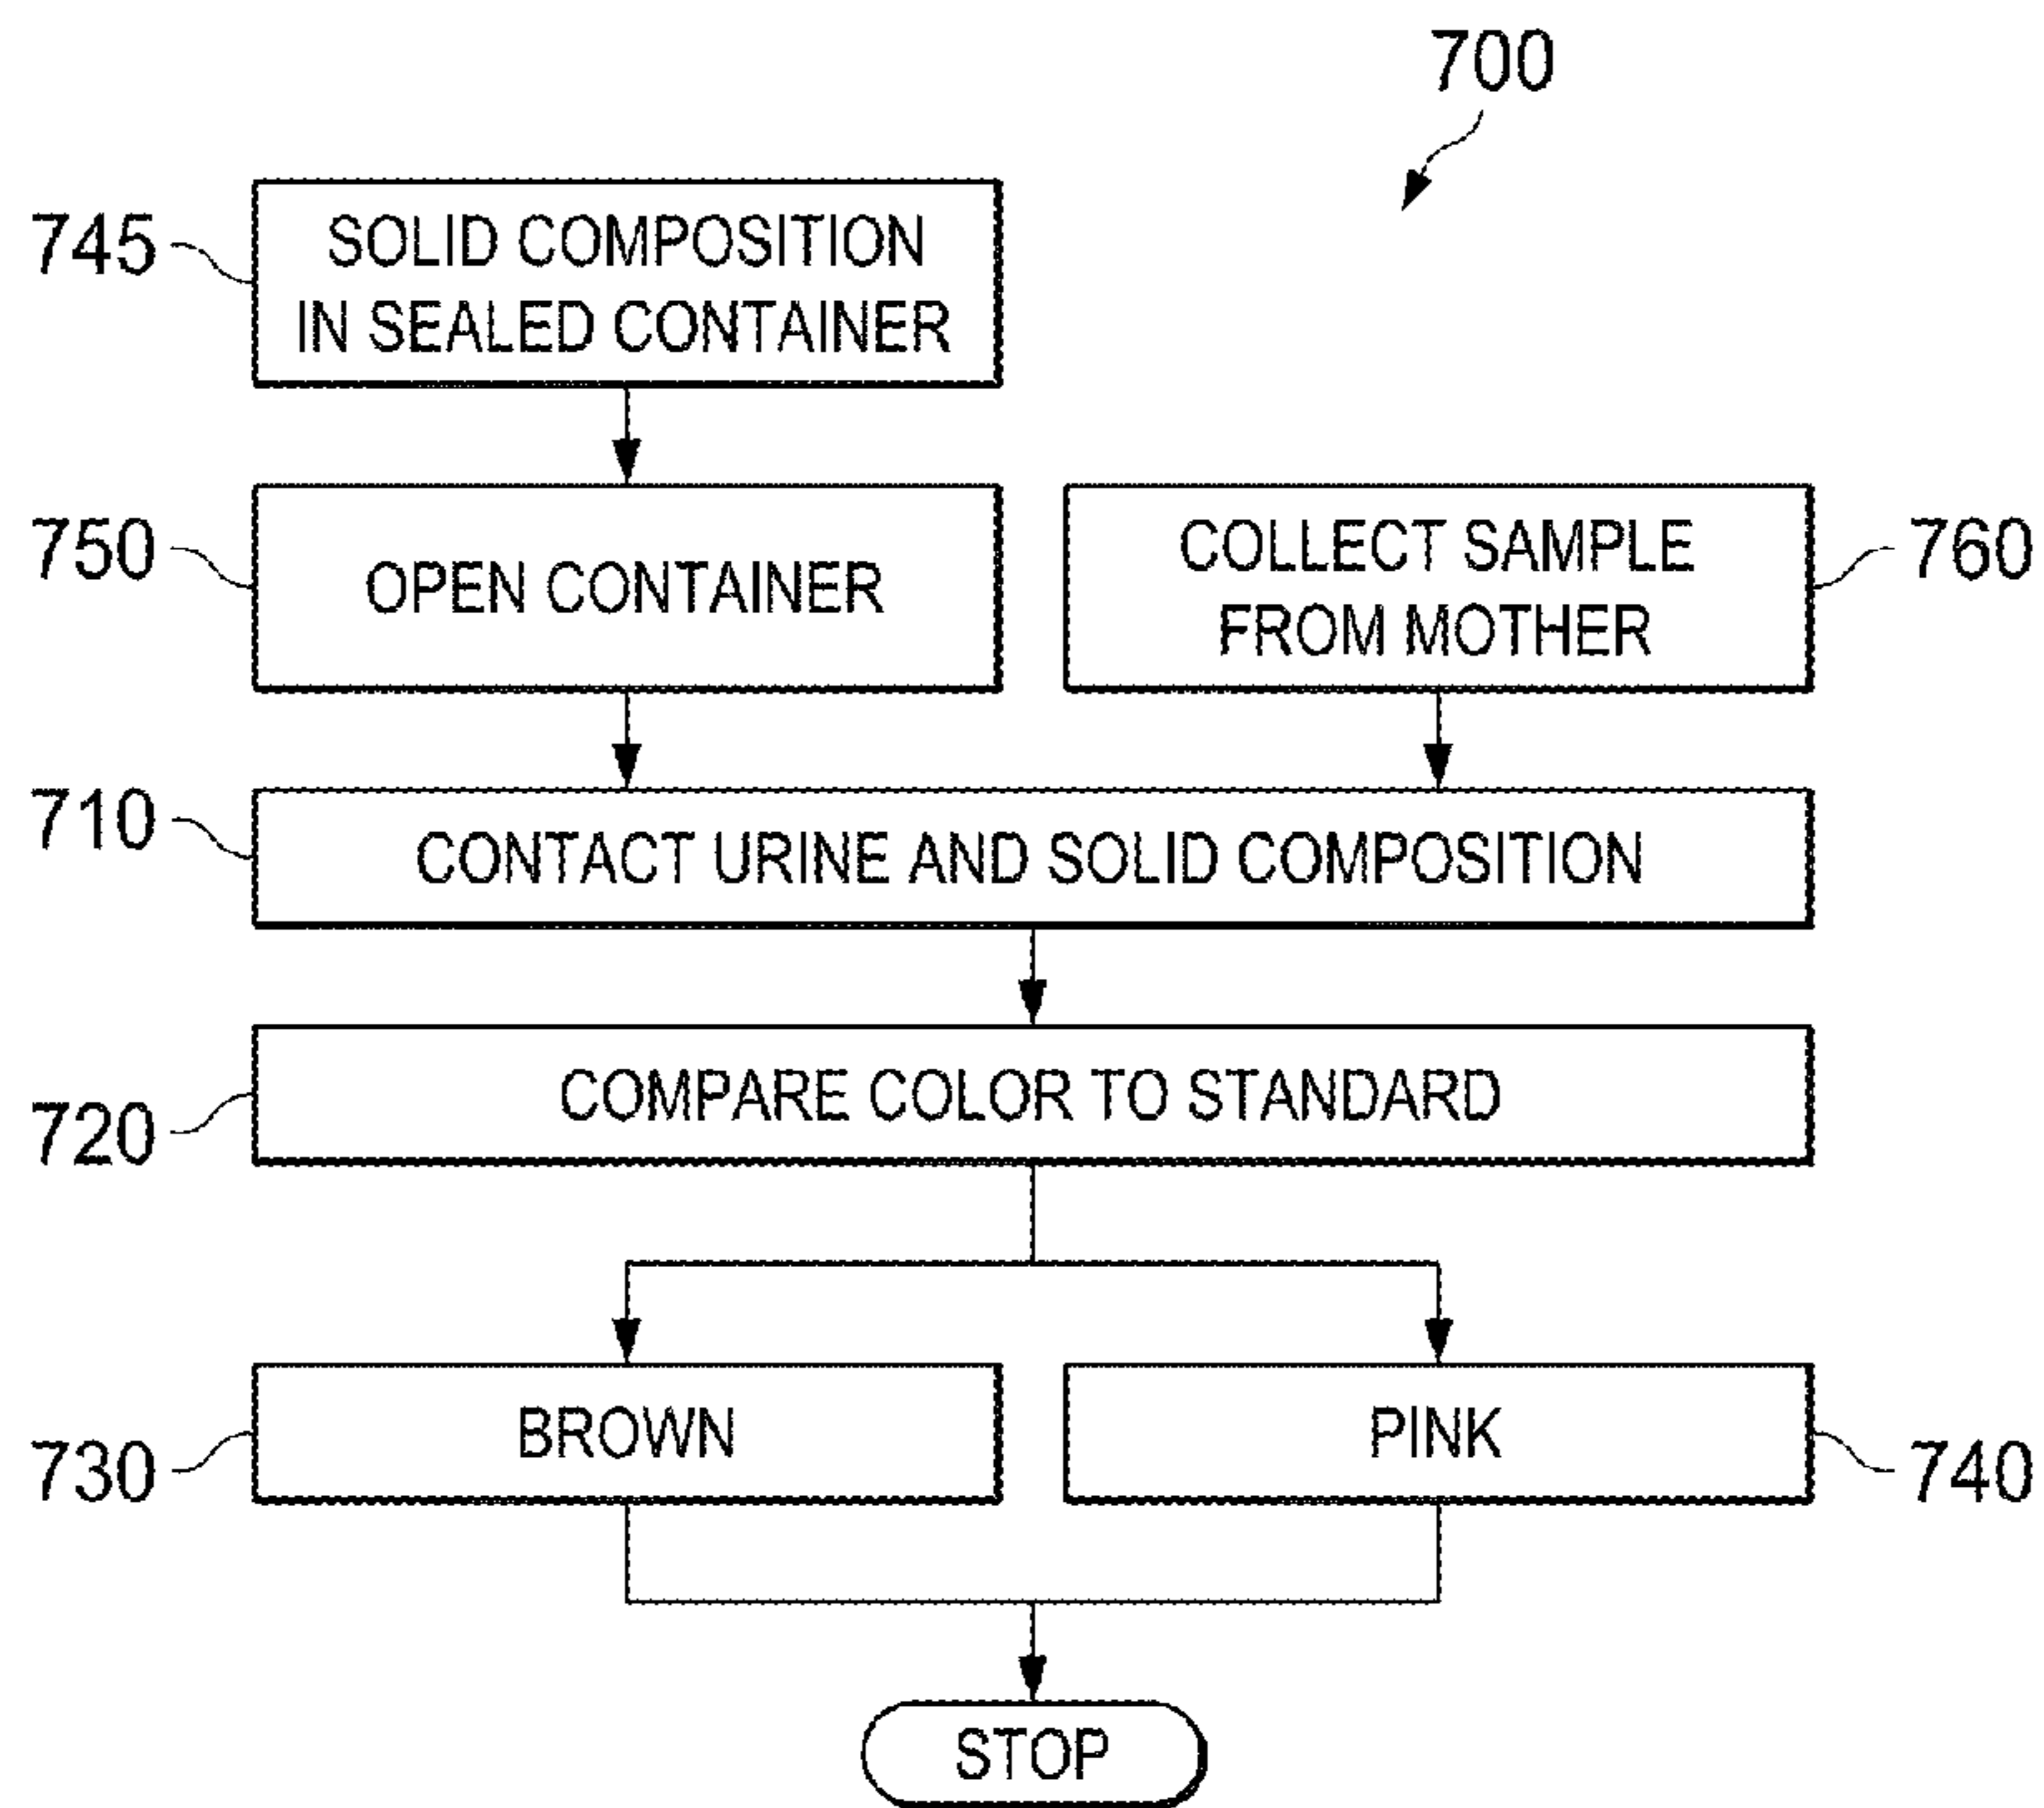 700
745
SOLID COMPOSITION
IN SEALED CONTAINER
750
OPEN CONTAINER
COLLECT SAMPLE
FROM MOTHER
760
710
CONTACT URINE AND SOLID COMPOSITION
720
COMPARE COLOR TO STANDARD
730
BROWN
PINK
740
STOP